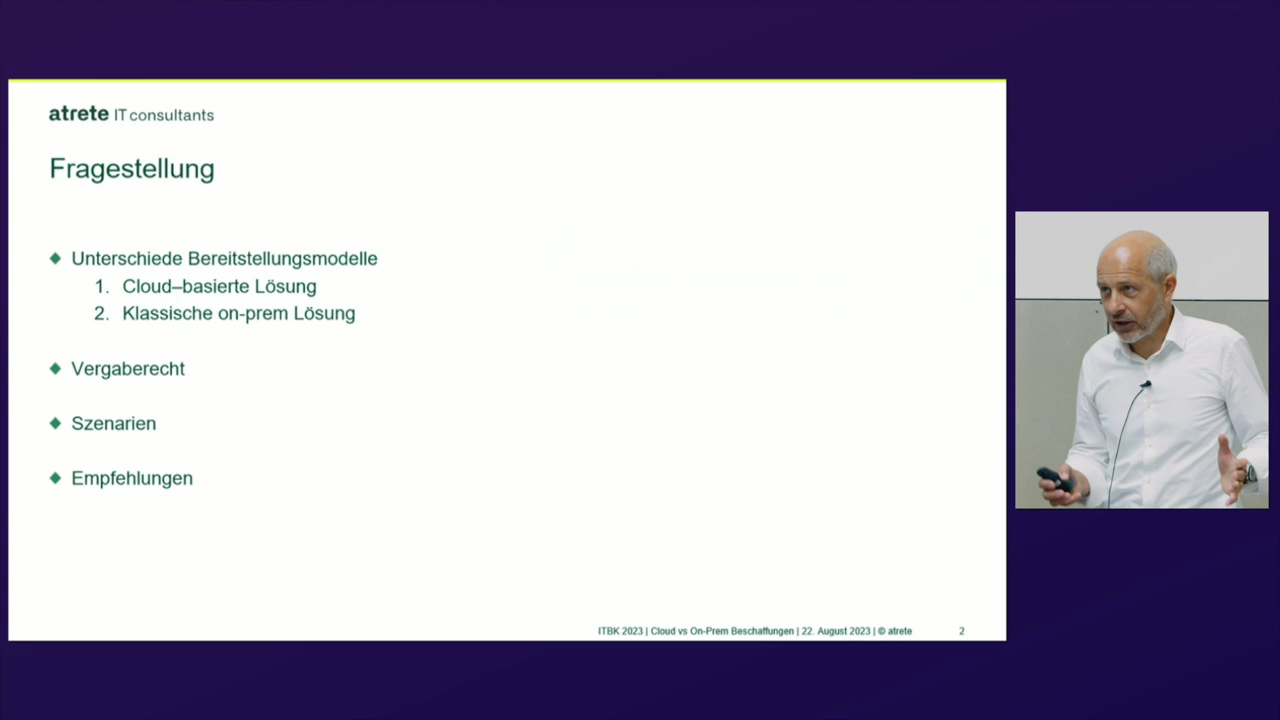 atrete IT consultants
Fragestellung
◆ Unterschiede Bereitstellungsmodelle
1. Cloud–basierte Lösung
2. Klassische on-prem Lösung
◆ Vergaberecht
◆ Szenarien
◆ Empfehlungen
ITBK 2023 | Cloud vs On-Prem Beschaffungen | 22. August 2023 | © atrete 2